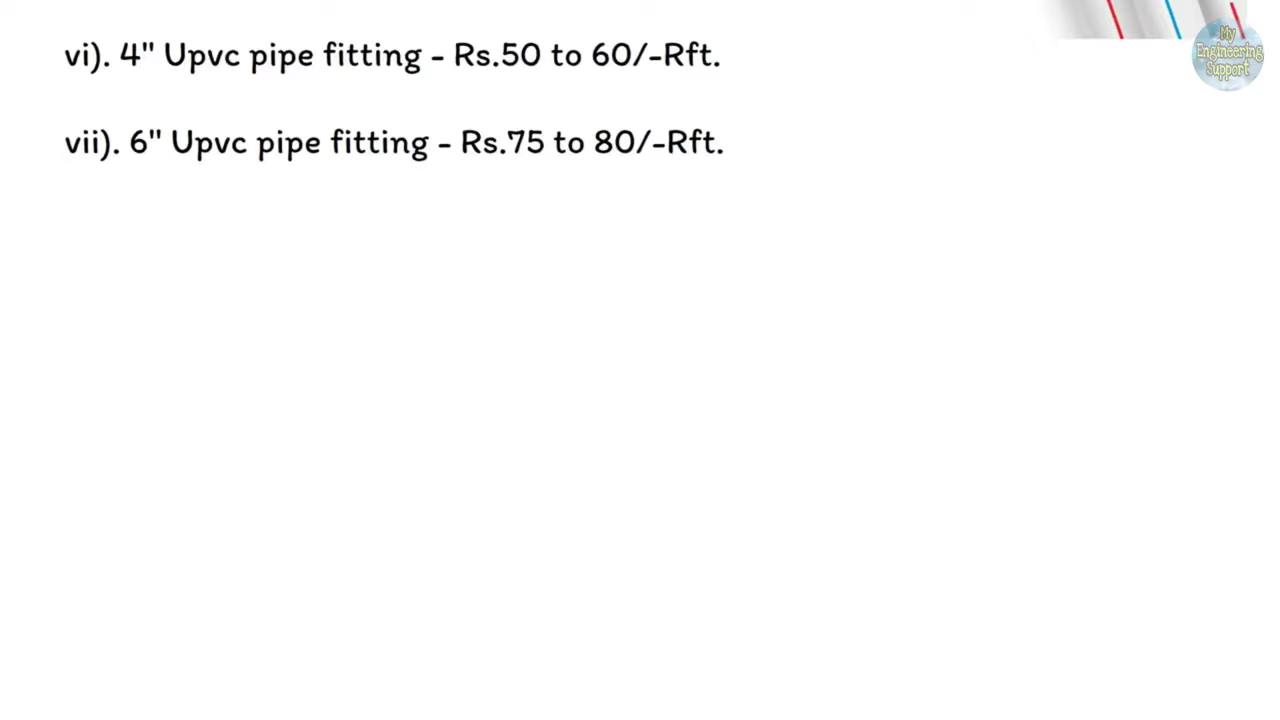 vi). 4" Upvc pipe fitting - Rs.50 to 60/-Rft.
My
Engineering
Support
vii). 6" Upvc pipe fitting - Rs.75 to 80/-Rft.